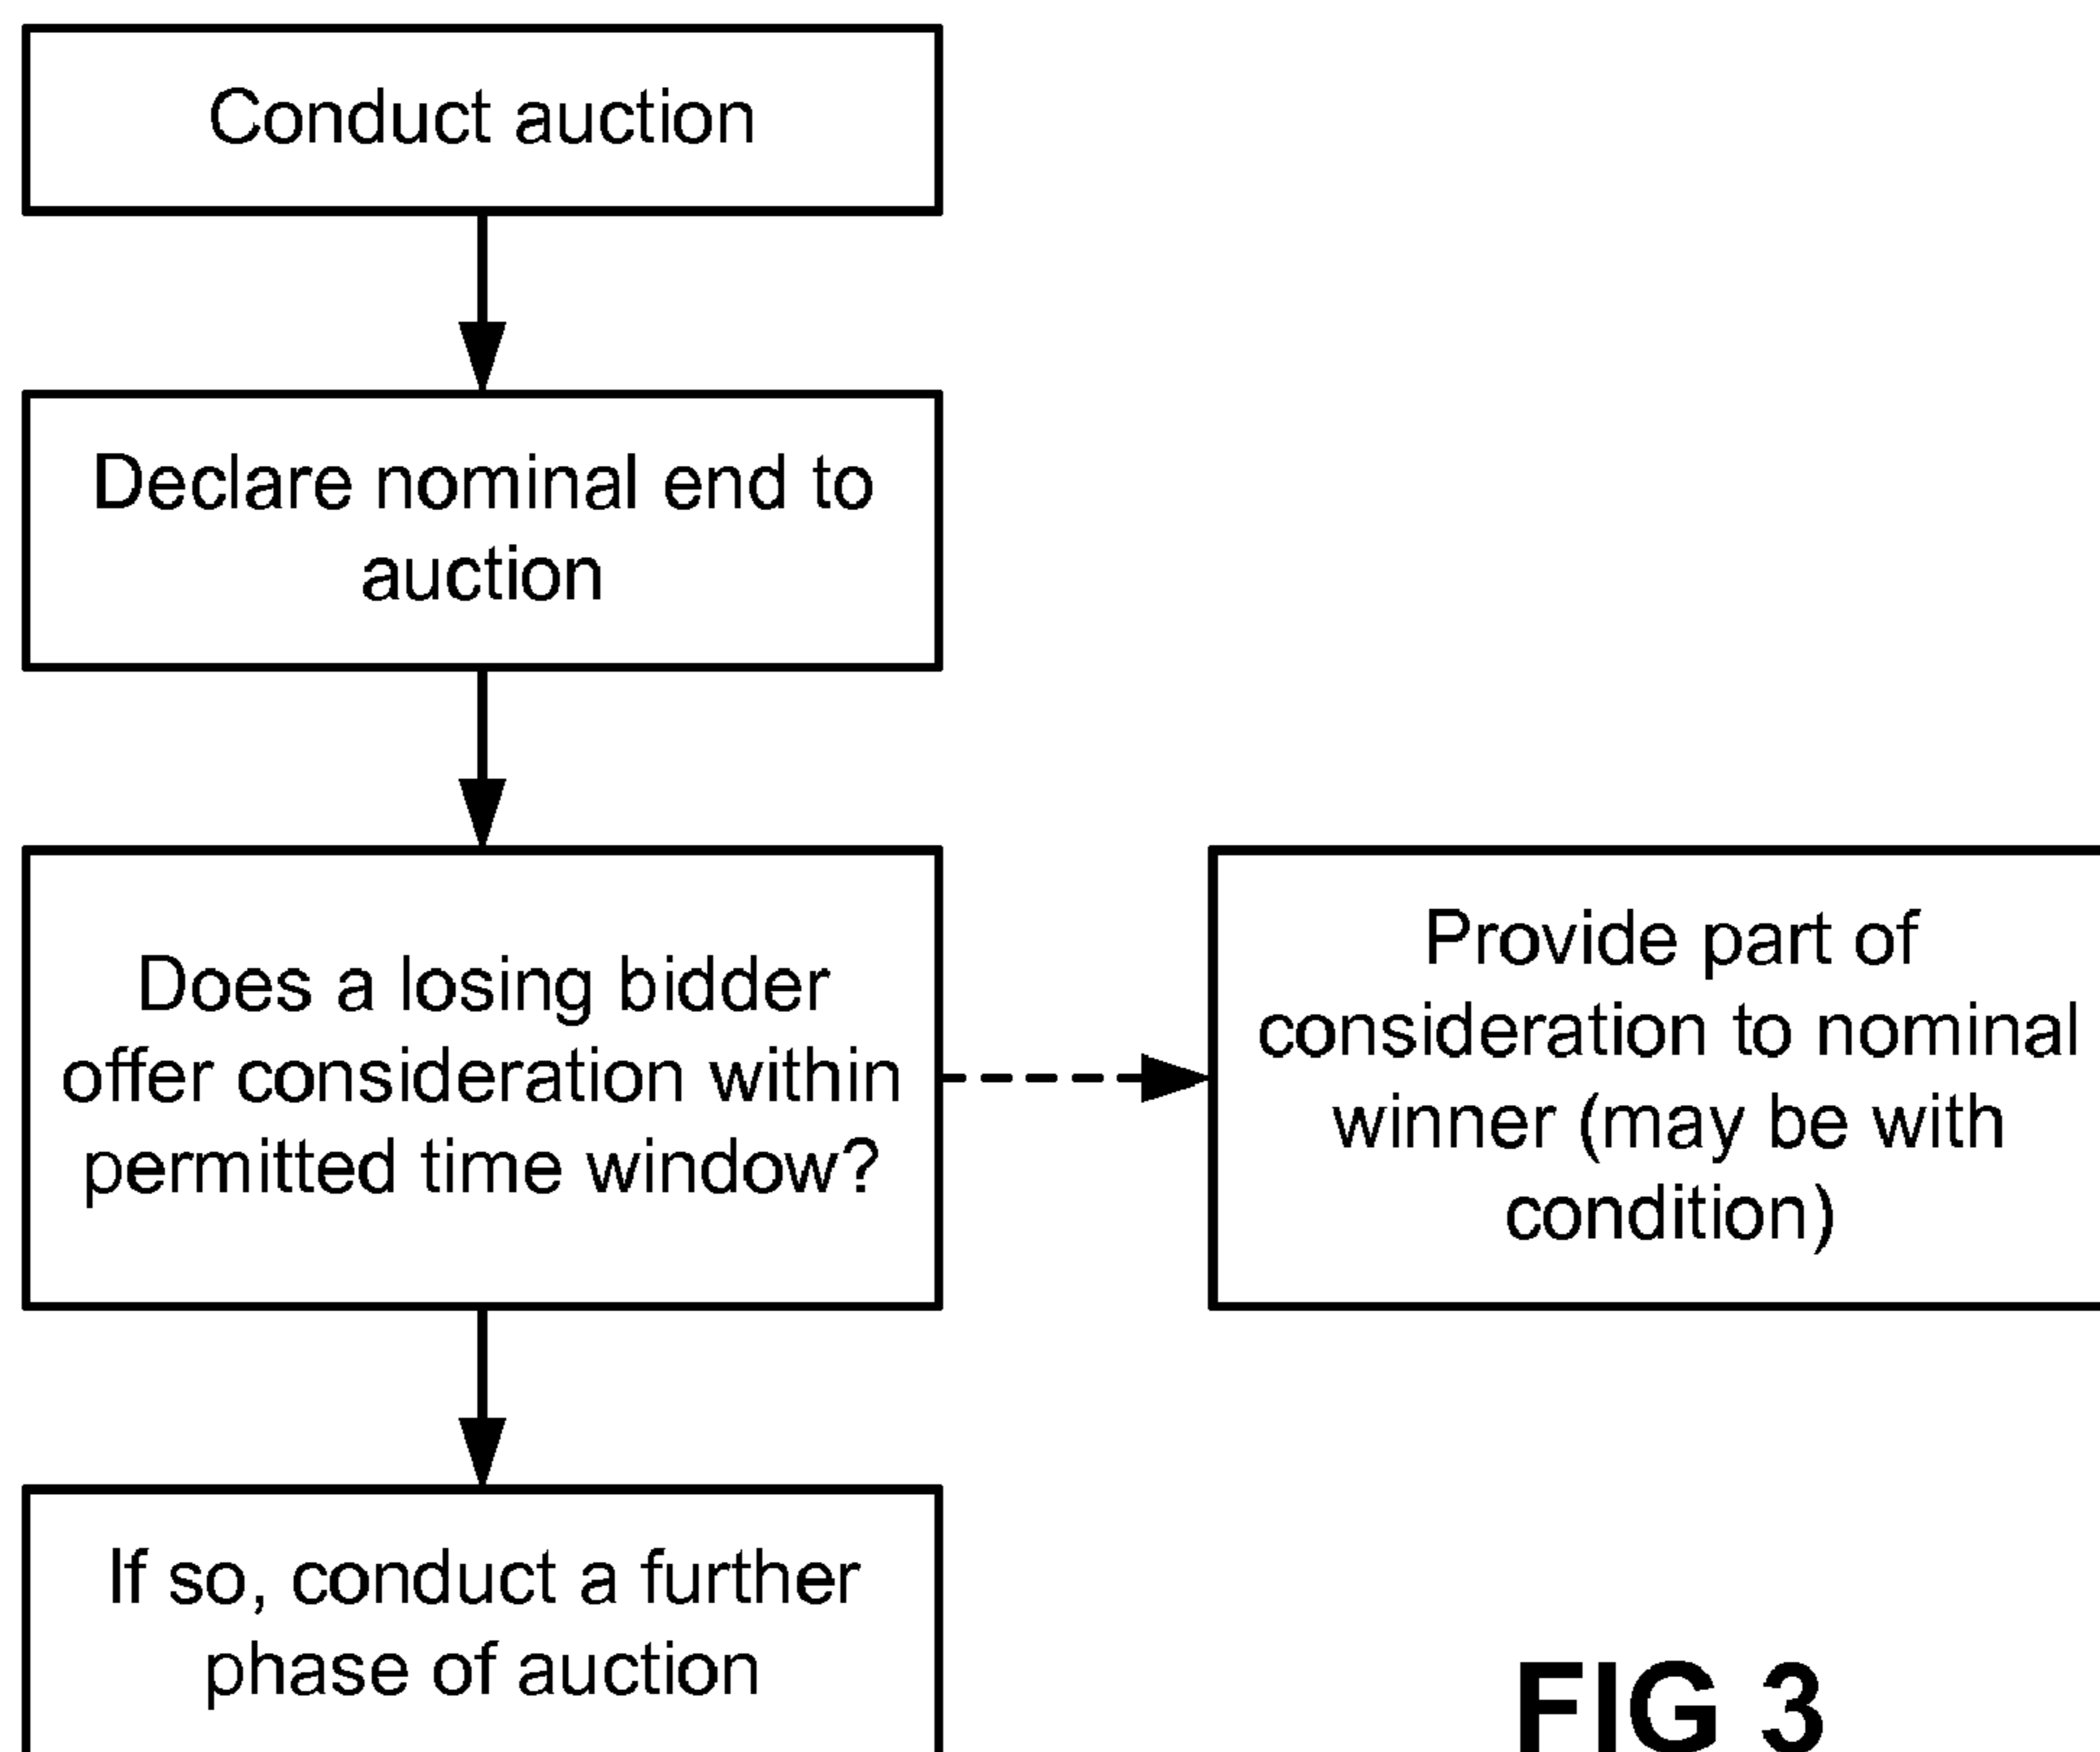 Conduct auction
Declare nominal end to
auction
Does a losing bidder
offer consideration within
permitted time window?
Provide part of
consideration to nominal
winner (may be with
condition)
If so, conduct a further
phase of auction
FIG 3